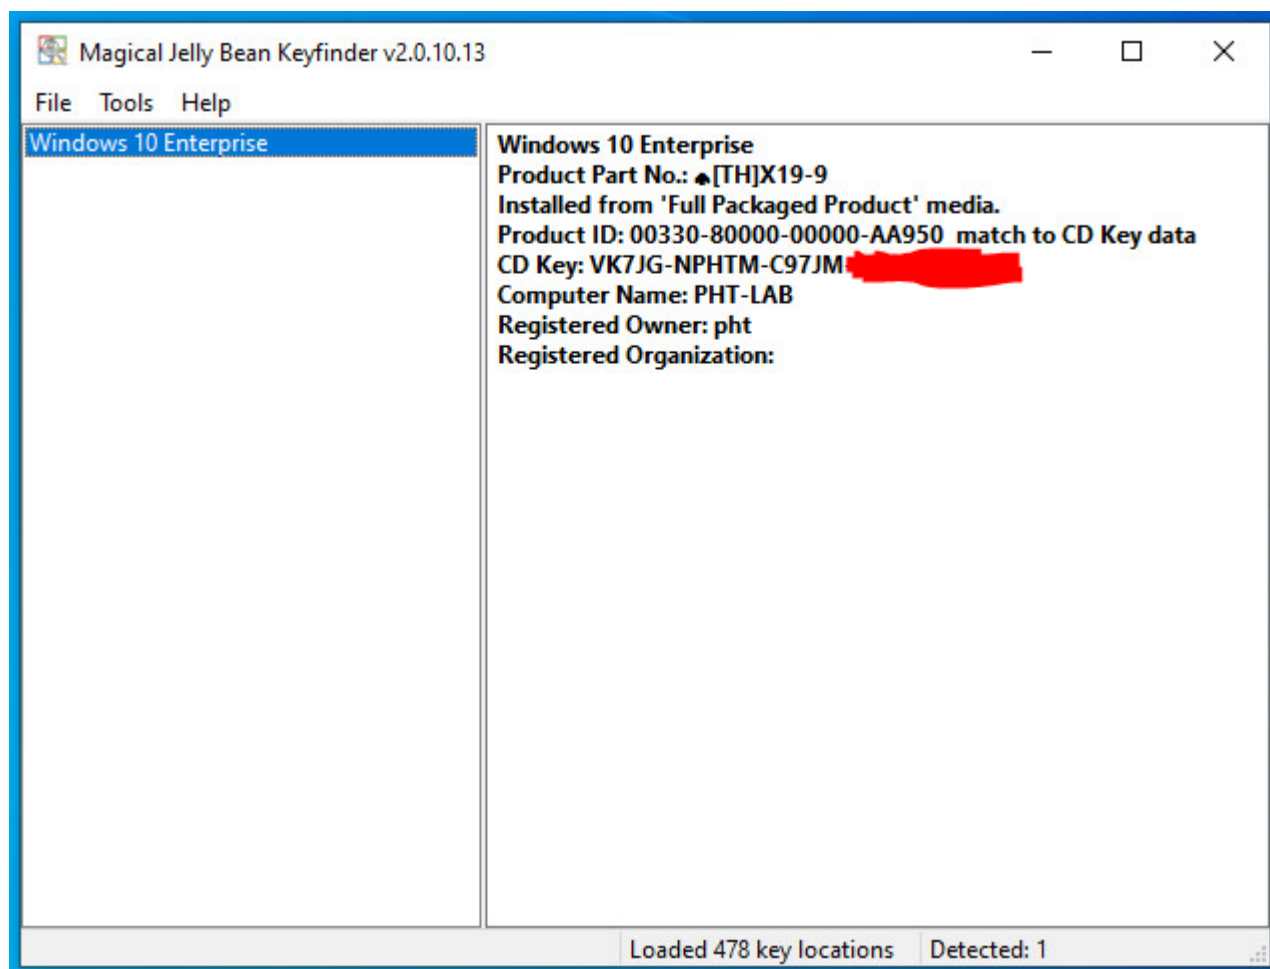 Magical Jelly Bean Keyfinder v2.0.10.13
File Tools Help
Windows 10 Enterprise
Windows 10 Enterprise
Product Part No.: ♠[TH]X19-9
Installed from 'Full Packaged Product' media.
Product ID: 00330-80000-00000-AA950 match to CD Key data
CD Key: VK7JG-NPHTM-C97JM
Computer Name: PHT-LAB
Registered Owner: pht
Registered Organization:
Loaded 478 key locations Detected: 1